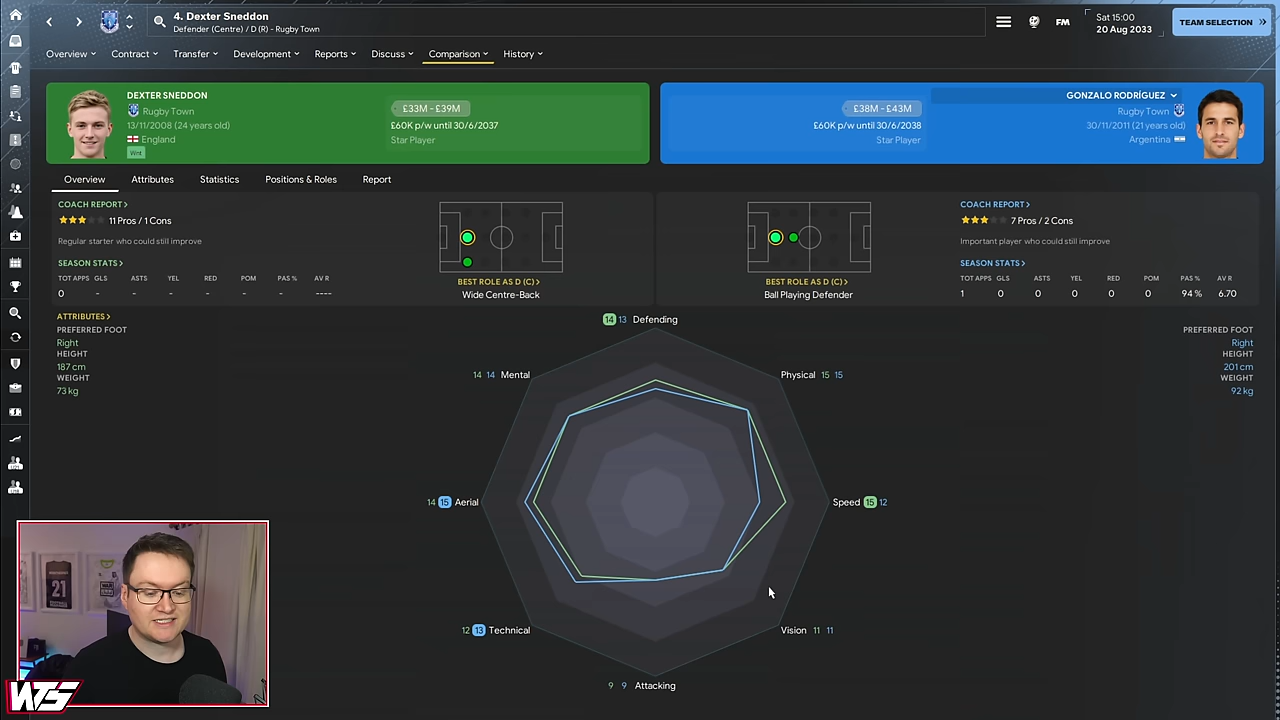 4. Dexter Sneddon
Defender (Centre) / D (R) - Rugby Town
FM
Sat 15:00
20 Aug 2033
TEAM SELECTION
Overview
Contract
Transfer
Development
Reports
Discuss
Comparison
History
DEXTER SNEDDON
Rugby Town
13/11/2008 (24 years old)
England
Wnt
£33M - £39M
£60K p/w until 30/6/2037
Star Player
£38M - £43M
£60K p/w until 30/6/2038
Star Player
GONZALO RODRÍGUEZ
Rugby Town
30/11/2011 (21 years old)
Argentina
Overview
Attributes
Statistics
Positions & Roles
Report
COACH REPORT >
11 Pros / 1 Cons
Regular starter who could still improve
SEASON STATS >
TOT APPS GLS ASTS YEL RED POM PAS % AV R
0 - - - - - - ----
BEST ROLE AS D (C) >
Wide Centre-Back
BEST ROLE AS D (C) >
Ball Playing Defender
COACH REPORT >
7 Pros / 2 Cons
Important player who could still improve
SEASON STATS >
TOT APPS GLS ASTS YEL RED POM PAS % AV R
1 0 0 0 0 0 94 % 6.70
ATTRIBUTES >
PREFERRED FOOT
Right
HEIGHT
187 cm
WEIGHT
73 kg
14 13 Defending
14 14 Mental
Physical 15 15
14 15 Aerial
Speed 15 12
12 13 Technical
Vision 11 11
9 9 Attacking
PREFERRED FOOT
Right
HEIGHT
201 cm
WEIGHT
92 kg
21
WTS